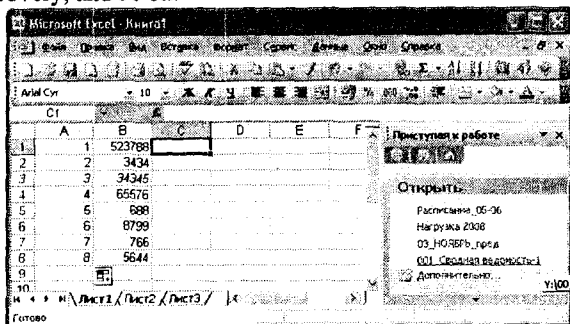 Microsoft Excel - Книга1
Файл Правка Вид Вставка Формат Сервис Данные Окно Справка
Arial Cyr 10 Ж К Ч
C1
A B C D E F
1 1 523788
2 2 3434
3 3 34345
4 4 65576
5 5 688
6 6 8799
7 7 766
8 8 5644
9
10
Лист1 Лист2 Лист3
Готово
Приступая к работе
Открыть
Расписание_05-06
Нагрузка 2008
03_НОЯБРЬ_пред
001_Сводная ведомость-1
Дополнительно...
Y:\00